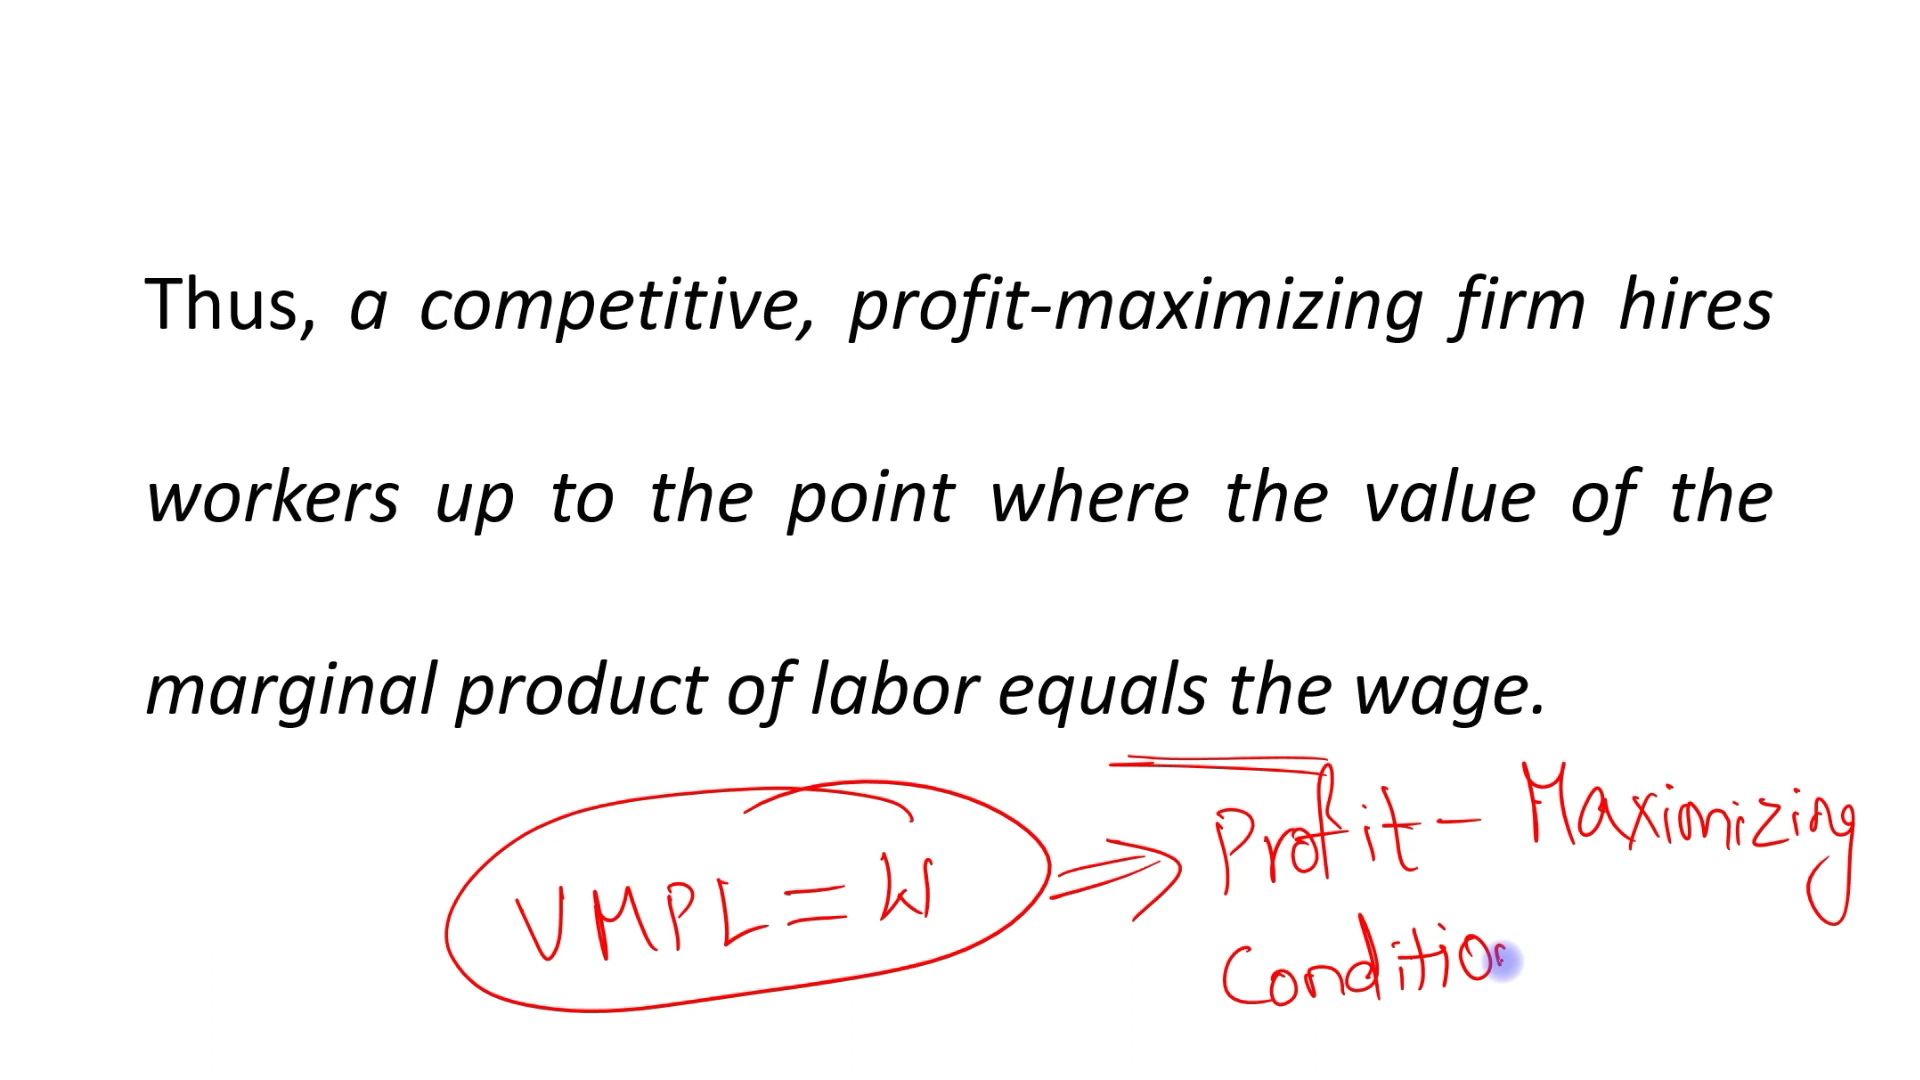 Thus, a competitive, profit-maximizing firm hires
workers up to the point where the value of the
marginal product of labor equals the wage.
VMPL = W ⇒ Profit - Maximizing
Conditio